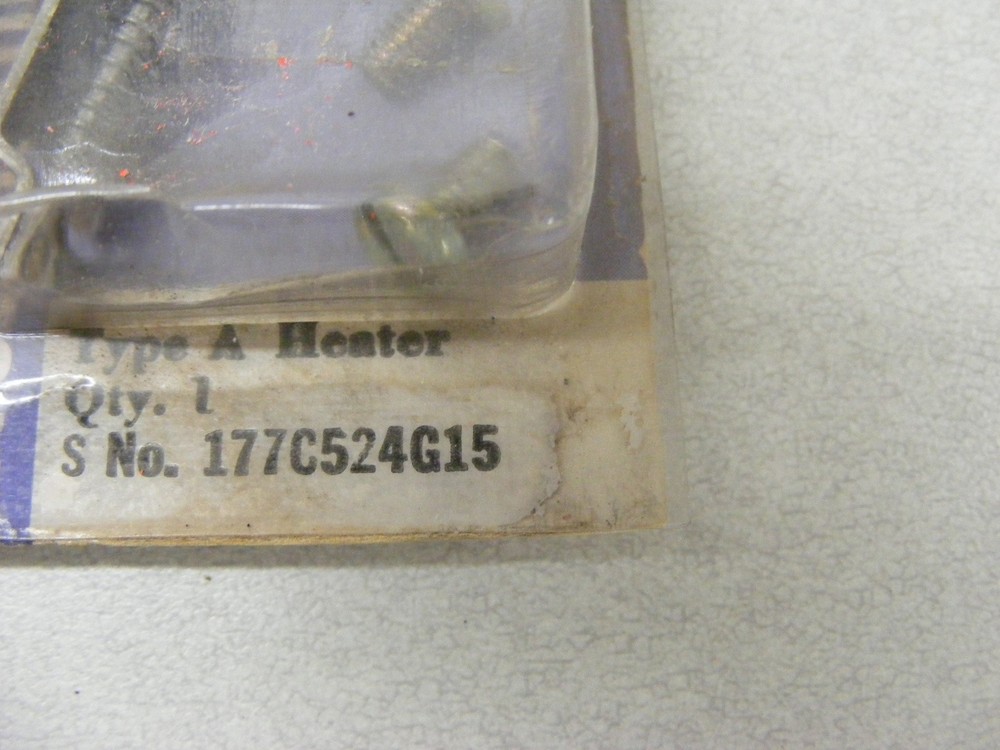 Type A Heater
Qty. 1
S No. 177C524G15